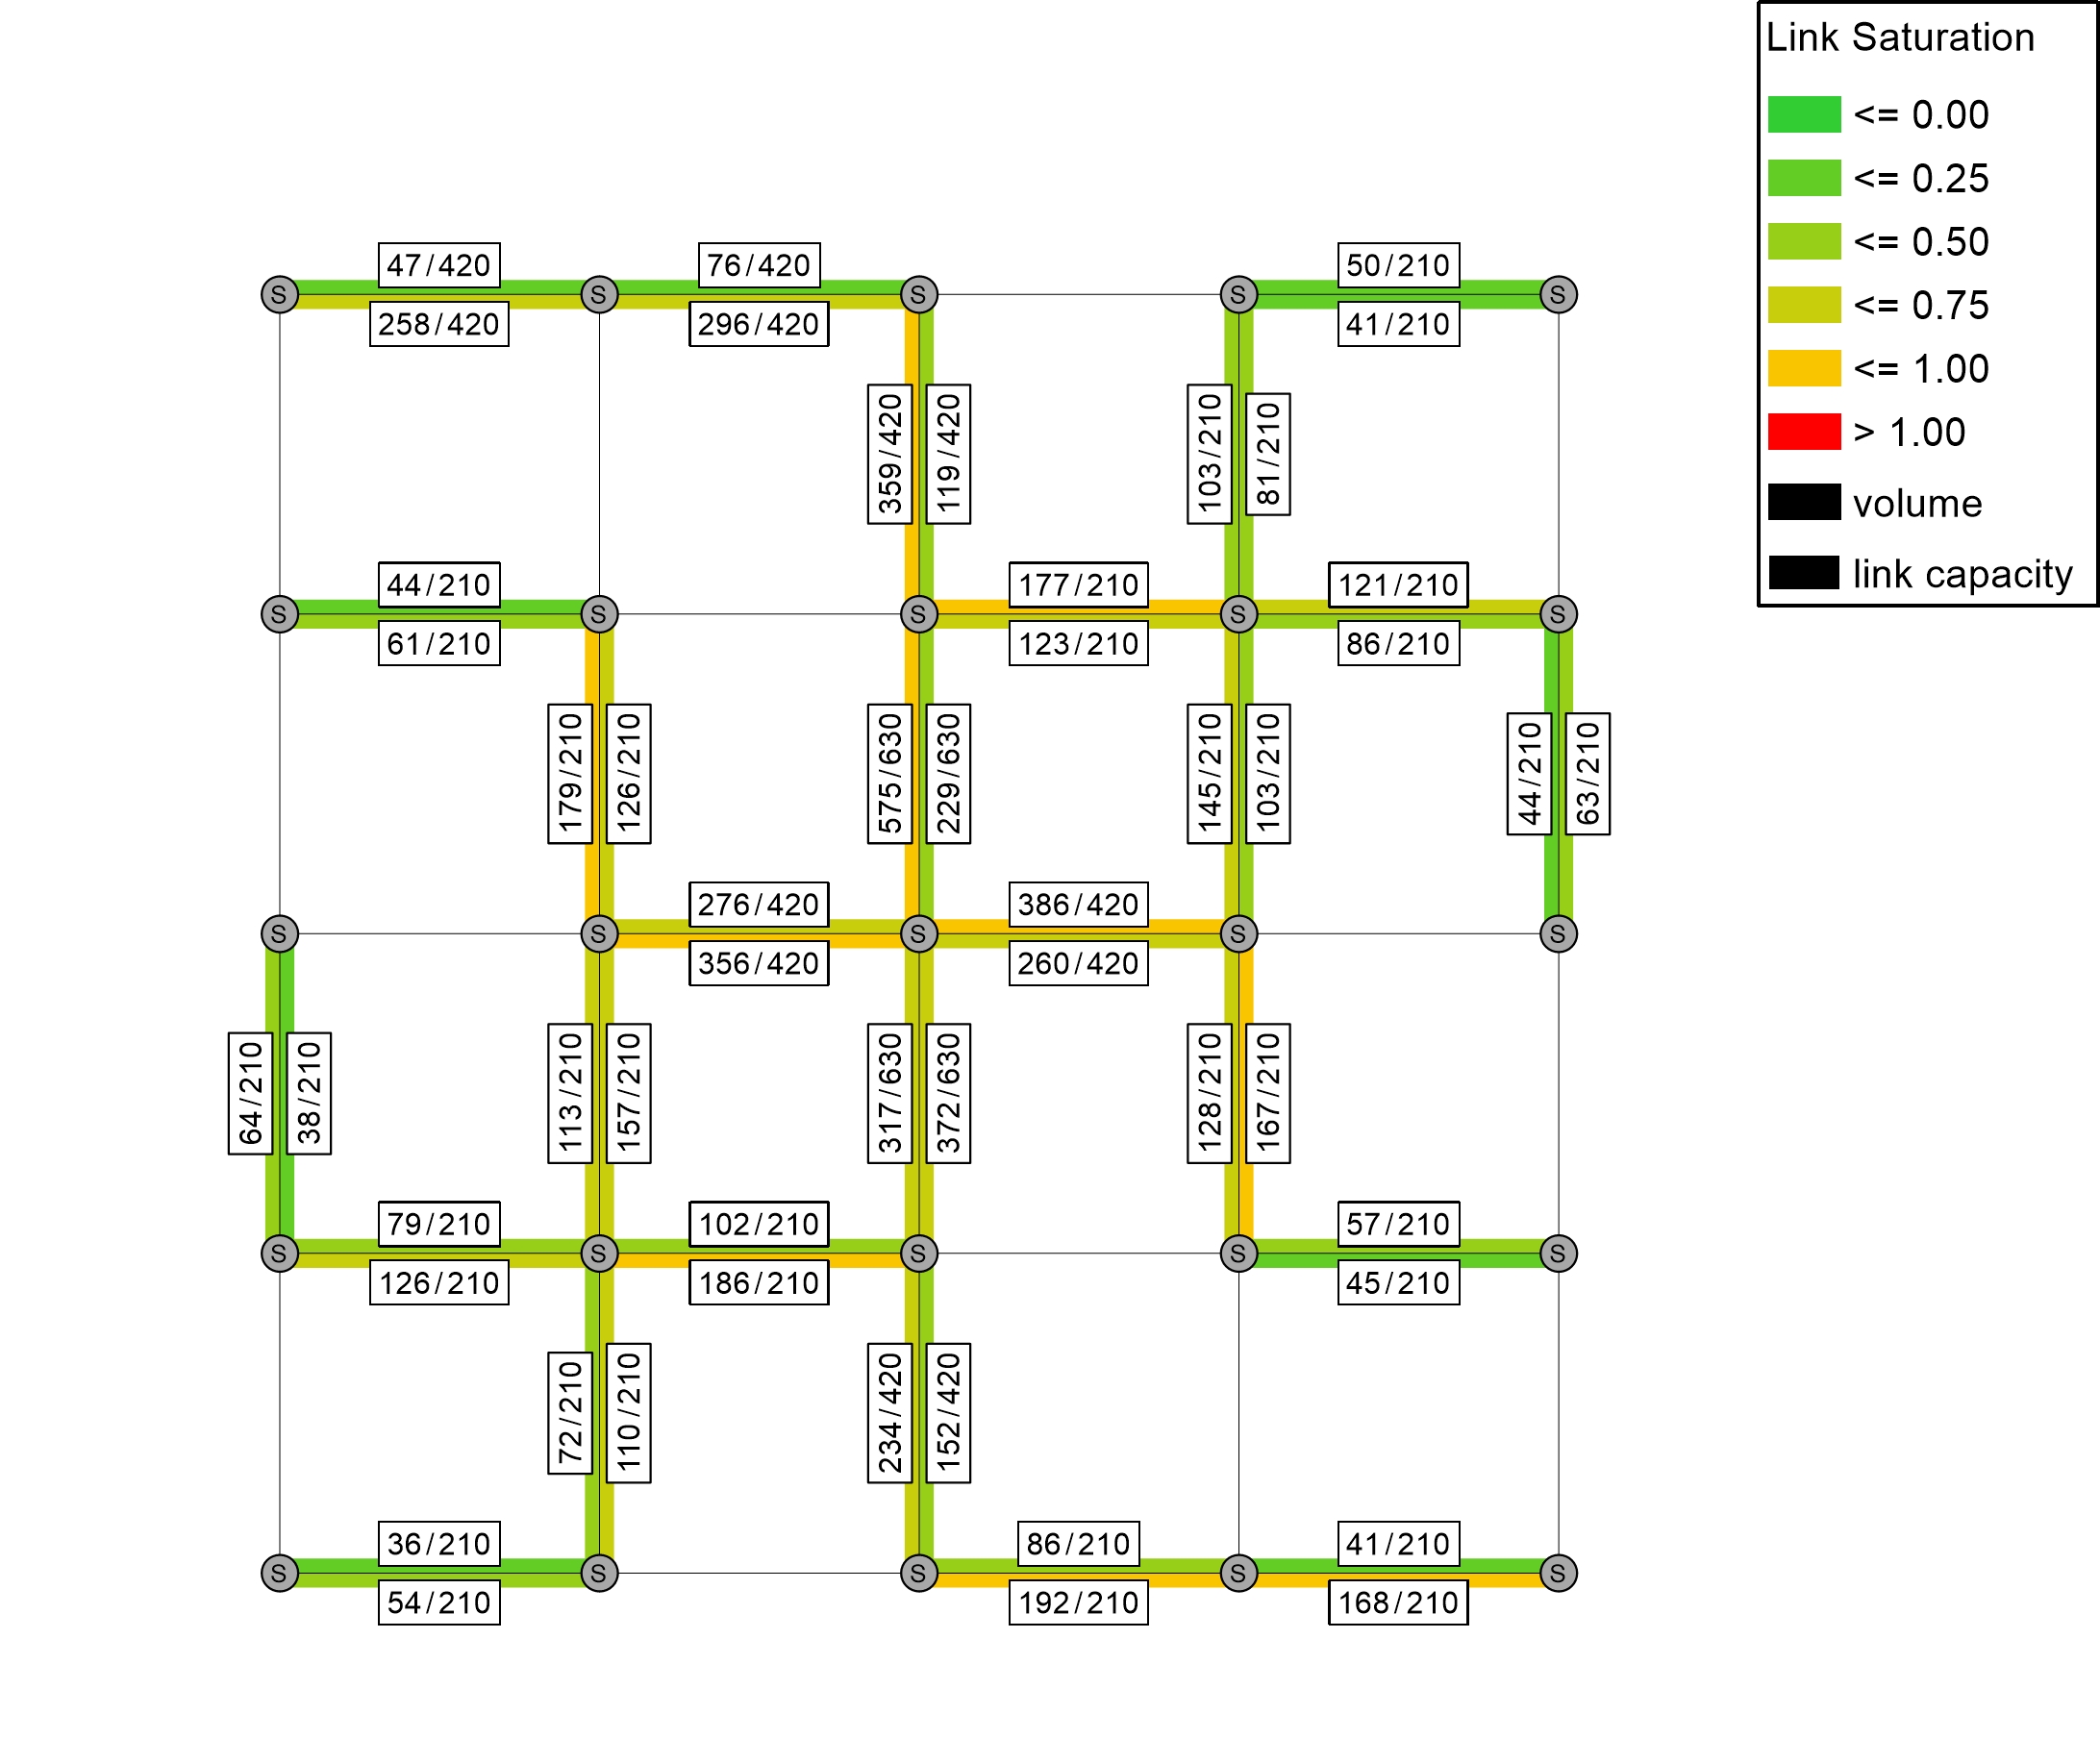 Link Saturation
<= 0.00
<= 0.25
<= 0.50
<= 0.75
<= 1.00
> 1.00
volume
link capacity
47/420
76/420
50/210
S
S
S
S
S
258/420
296/420
41/210
359/420
119/420
103/210
81/210
44/210
177/210
121/210
S
S
S
S
S
61/210
123/210
86/210
179/210
126/210
575/630
229/630
145/210
103/210
44/210
63/210
276/420
386/420
S
S
S
S
S
356/420
260/420
64/210
38/210
113/210
157/210
317/630
372/630
128/210
167/210
79/210
102/210
57/210
S
S
S
S
S
126/210
186/210
45/210
72/210
110/210
234/420
152/420
36/210
86/210
41/210
S
S
S
S
S
54/210
192/210
168/210